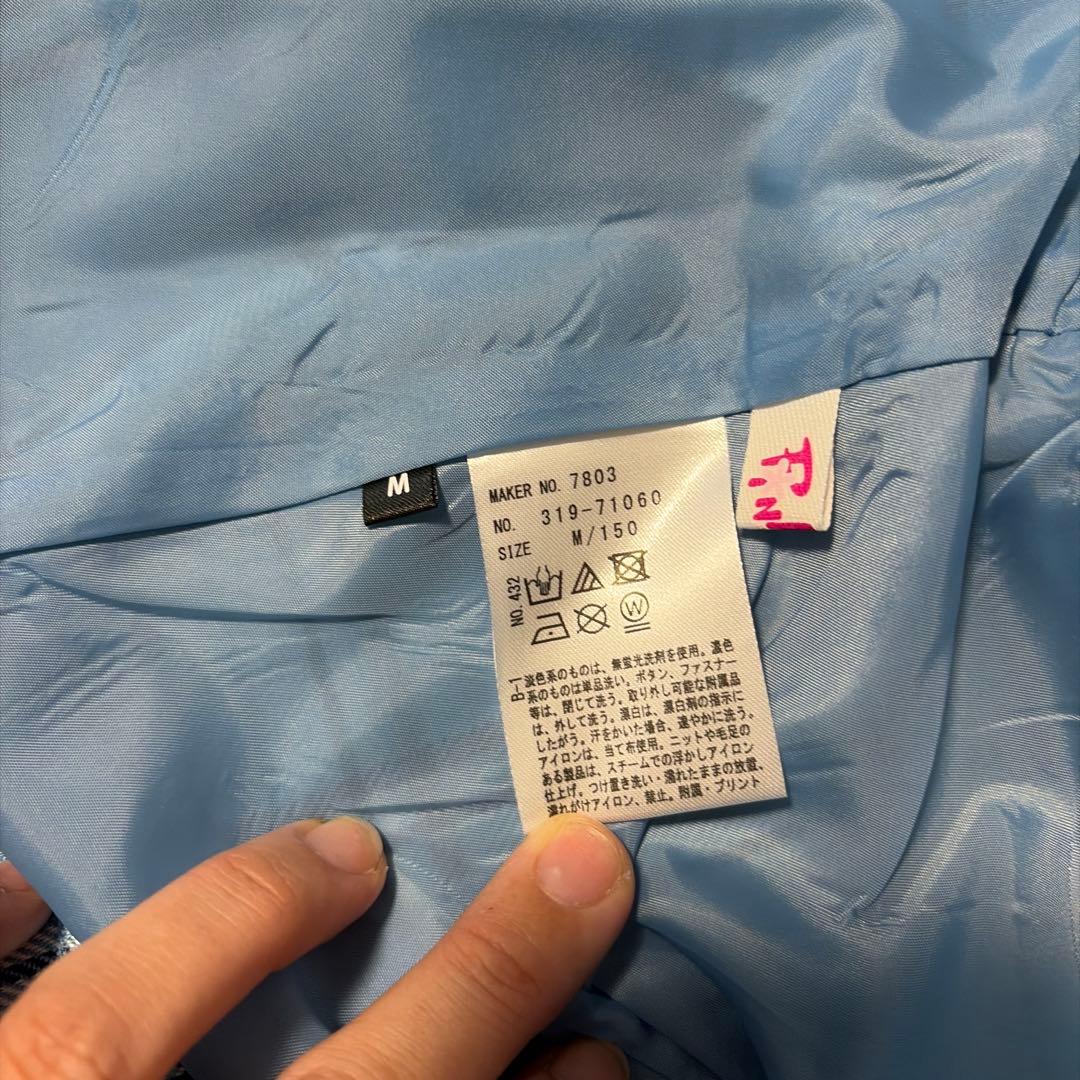 M
MAKER NO. 7803
NO. 319-71060
SIZE M/150
NO. 432
W
B-1
淡色系のものは、無蛍光洗剤を使用。濃色
系のものは単品洗い。ボタン、ファスナー
等は、閉じて洗う。取り外し可能な附属品
は、外して洗う。漂白は、漂白剤の指示に
したがう。汗をかいた場合、速やかに洗う。
アイロンは、当て布使用。ニットや毛足の
ある製品は、スチームでの浮かしアイロン
仕上げ。つけ置き洗い・濡れたままの放置、
濡れがけアイロン、禁止。附属・プリント